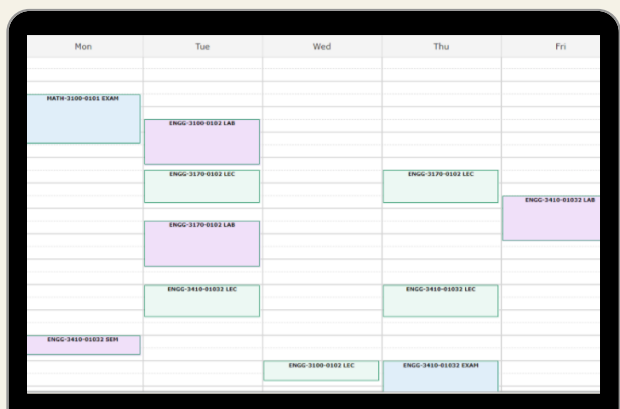 Mon Tue Wed Thu Fri
MATH-3100-0101 EXAM
ENGG-3100-0102 LAB
ENGG-3170-0102 LEC ENGG-3170-0102 LEC
ENGG-3410-01032 LAB
ENGG-3170-0102 LAB
ENGG-3410-01032 LEC ENGG-3410-01032 LEC
ENGG-3410-01032 SEM
ENGG-3100-0102 LEC ENGG-3410-01032 EXAM